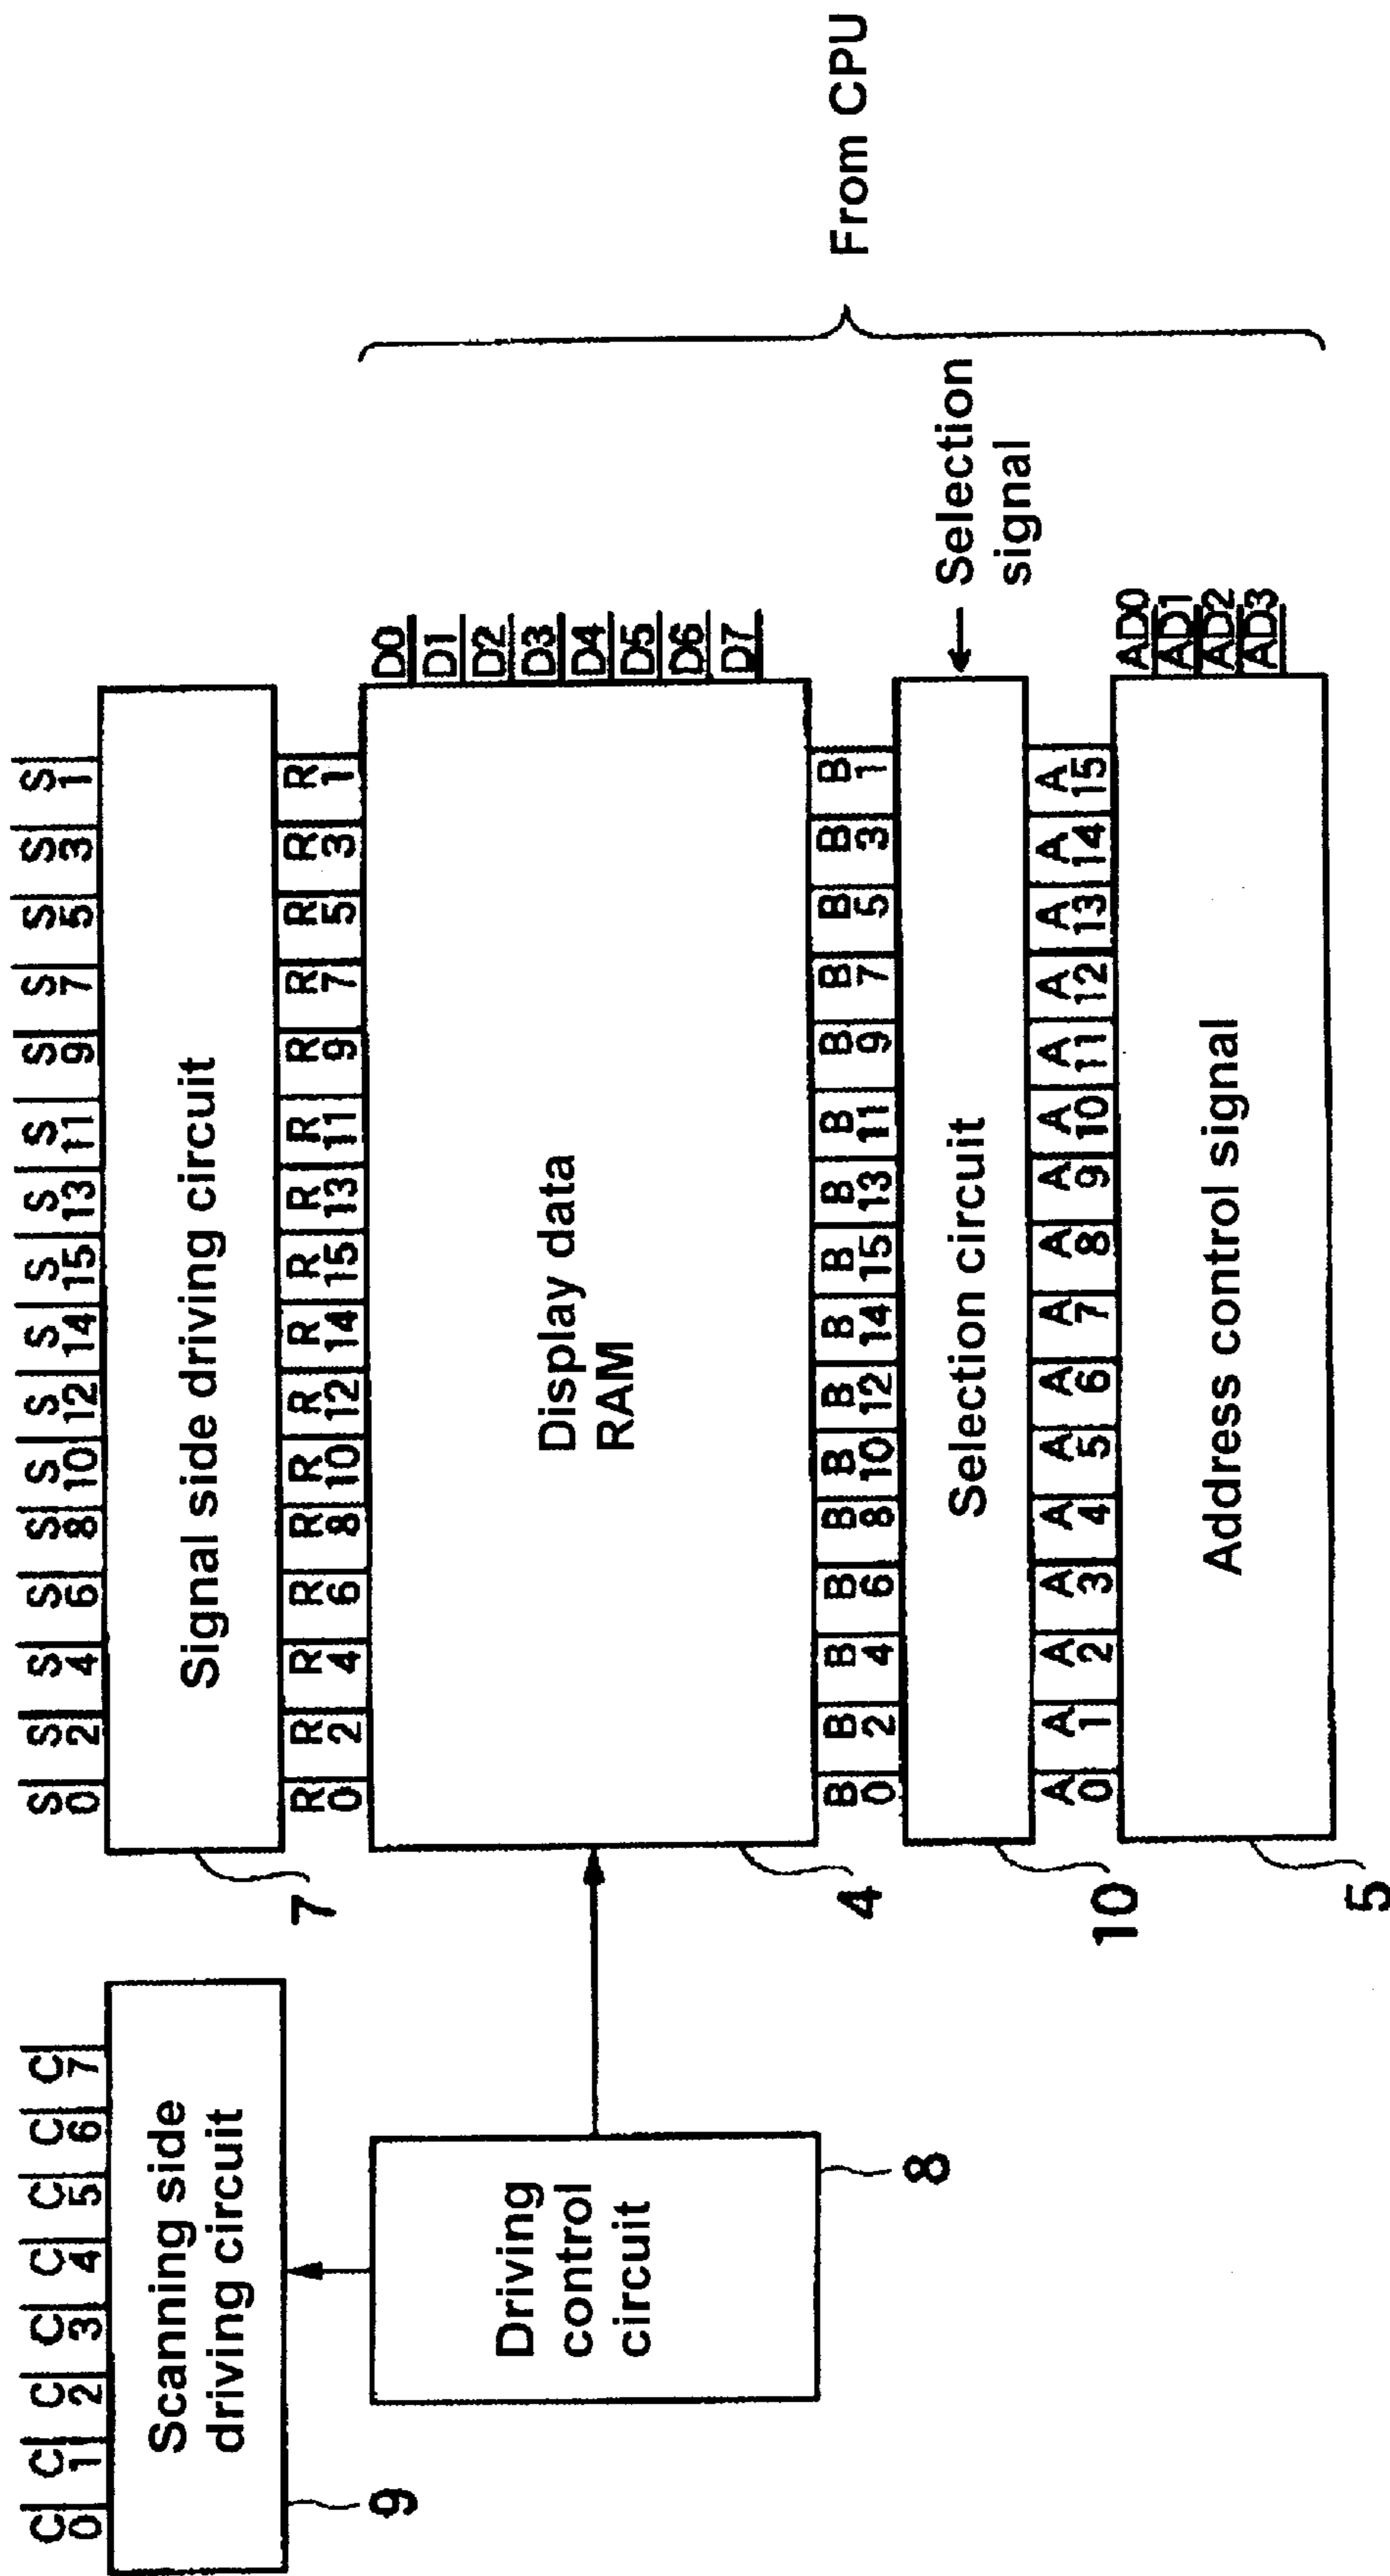 C0 C1 C2 C3 C4 C5 C6 C7
Scanning side
driving circuit
9
Driving
control
circuit
8
S0 S2 S4 S6 S8 S10 S12 S14 S15 S13 S11 S9 S7 S5 S3 S1
Signal side driving circuit
7
R0 R2 R4 R6 R8 R10 R12 R14 R15 R13 R11 R9 R7 R5 R3 R1
Display data
RAM
4
D0
D1
D2
D3
D4
D5
D6
D7
B0 B2 B4 B6 B8 B10 B12 B14 B15 B13 B11 B9 B7 B5 B3 B1
Selection circuit
10
Selection
signal
A0 A1 A2 A3 A4 A5 A6 A7 A8 A9 A10 A11 A12 A13 A14 A15
Address control signal
5
AD0
AD1
AD2
AD3
From CPU